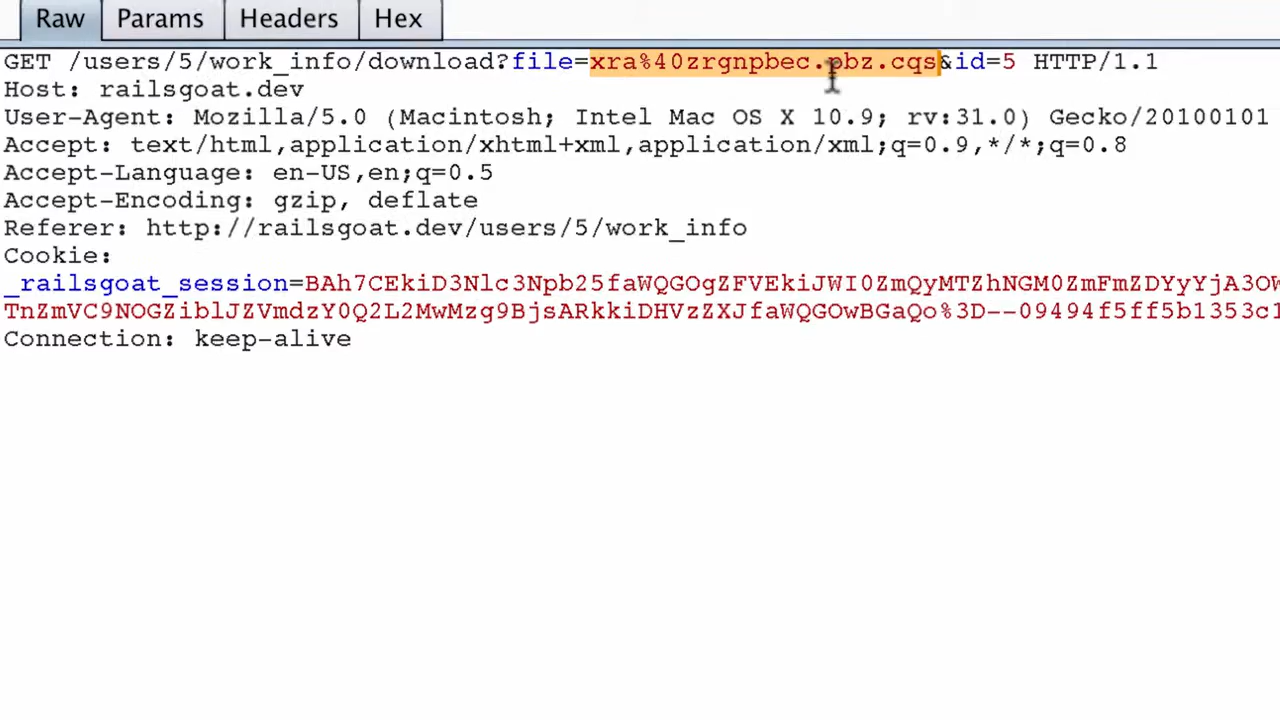 Raw Params Headers Hex
GET /users/5/work_info/download?file=xra%40zrgnpbec.pbz.cqs&id=5 HTTP/1.1
Host: railsgoat.dev
User-Agent: Mozilla/5.0 (Macintosh; Intel Mac OS X 10.9; rv:31.0) Gecko/20100101
Accept: text/html,application/xhtml+xml,application/xml;q=0.9,*/*;q=0.8
Accept-Language: en-US,en;q=0.5
Accept-Encoding: gzip, deflate
Referer: http://railsgoat.dev/users/5/work_info
Cookie:
_railsgoat_session=BAh7CEkiD3Nlc3Npb25faWQGOgZFVEkiJWI0ZmQyMTZhNGM0ZmFmZDYyYjA3OW
TnZmVC9NOGZiblJZVmdzY0Q2L2MwMzg9BjsARkkiDHVzZXJfaWQGOwBGaQo%3D--09494f5ff5b1353c1
Connection: keep-alive